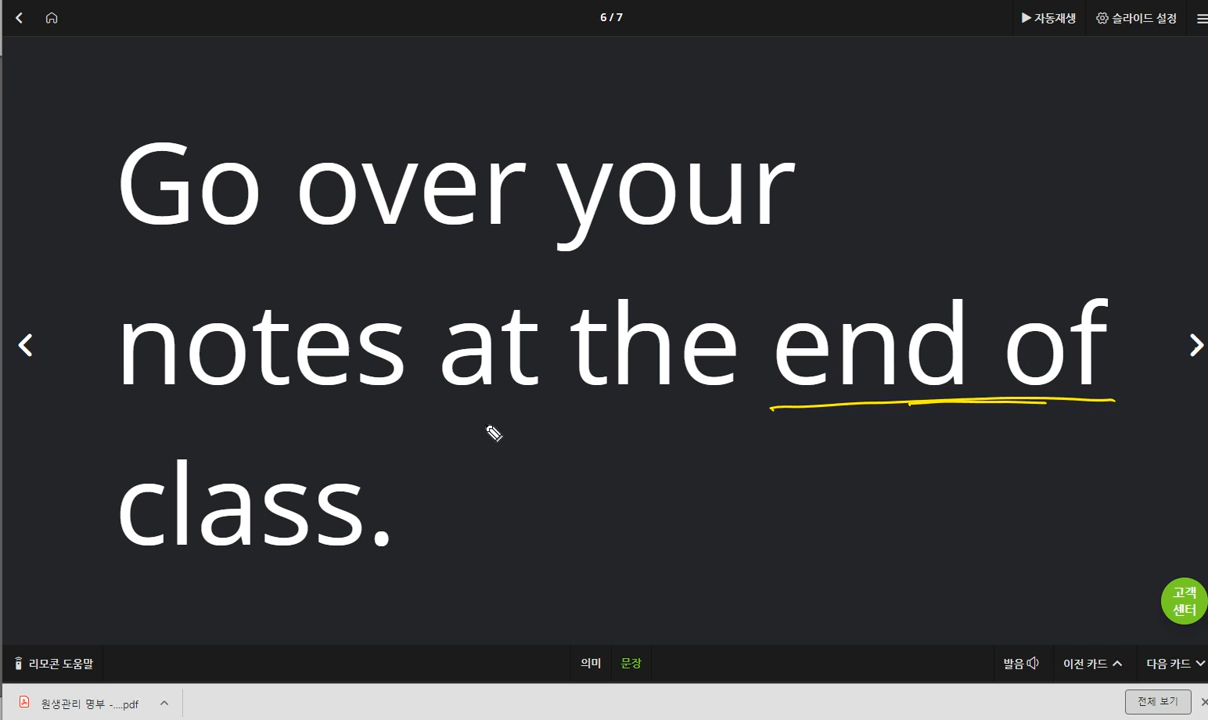 6 / 7
자동재생
슬라이드 설정
Go over your
notes at the end of
class.
고객
센터
리모콘 도움말
의미
문장
발음
이전 카드
다음 카드
원생관리 명부 -....pdf
전체 보기